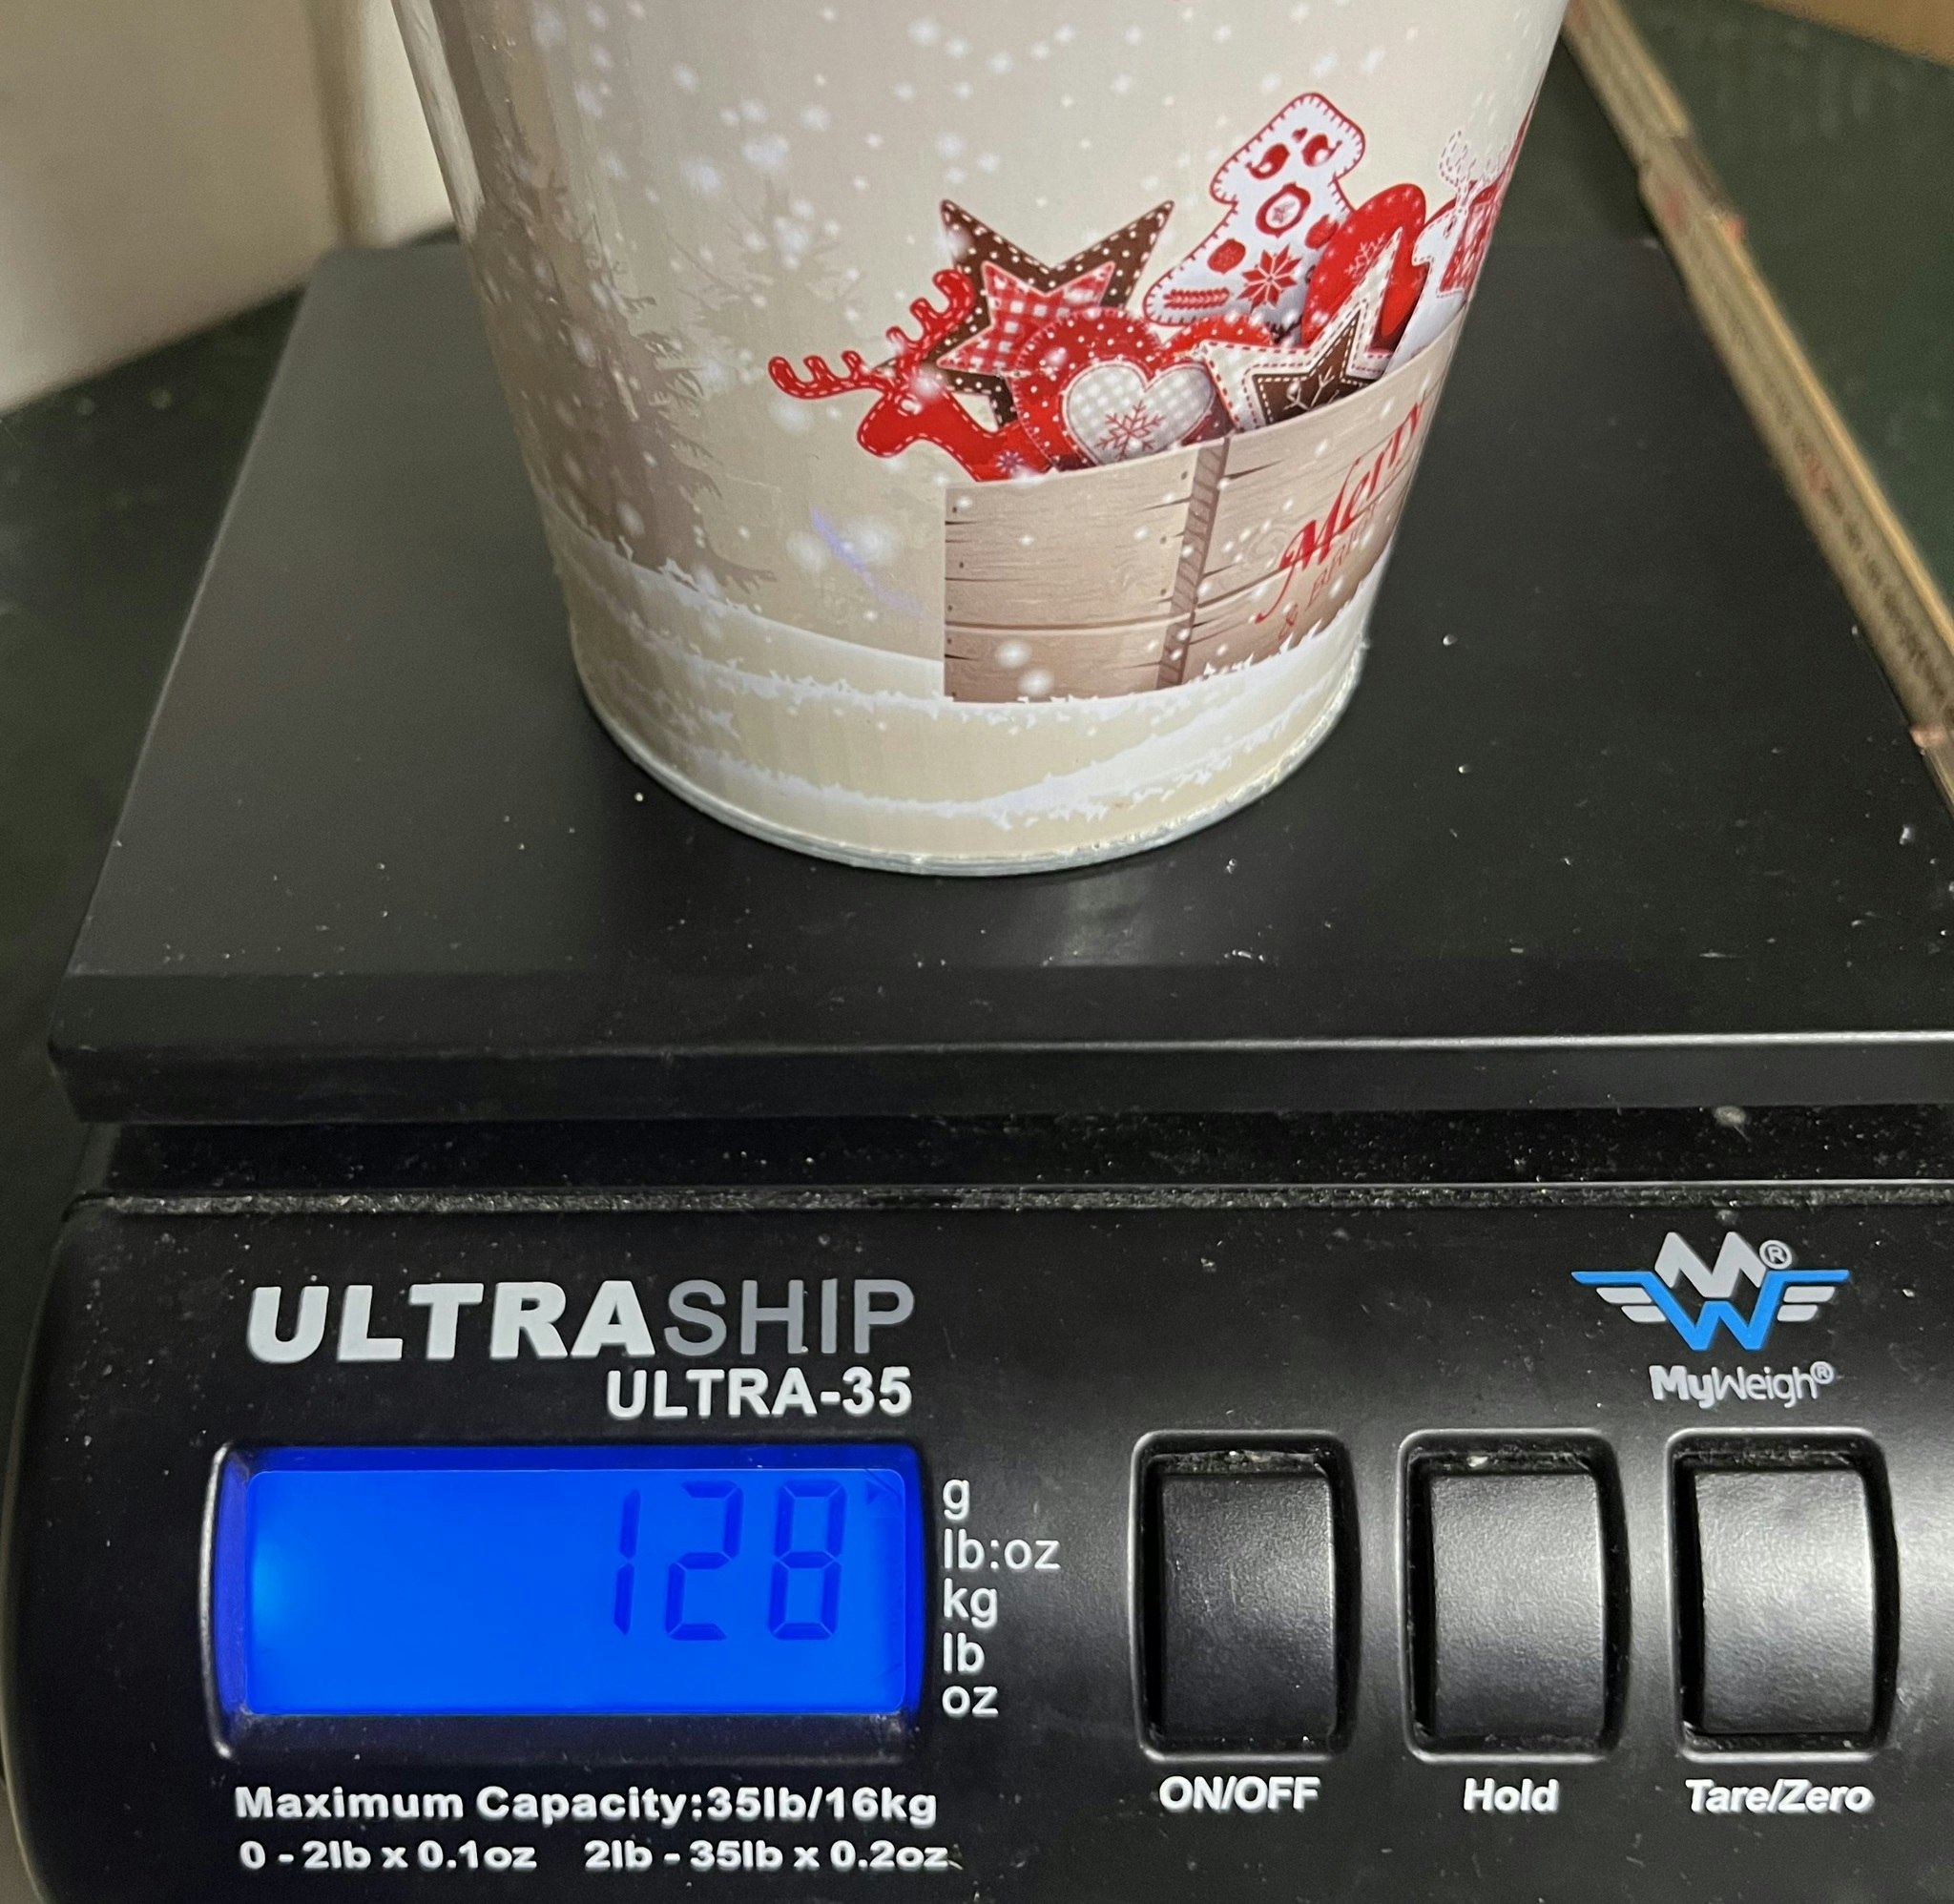 Merry
ULTRASHIP
ULTRA-35
MyWeigh®
128
g
lb:oz
kg
lb
oz
ON/OFF
Hold
Tare/Zero
Maximum Capacity:35lb/16kg
0 - 2lb x 0.1oz 2lb - 35lb x 0.2oz